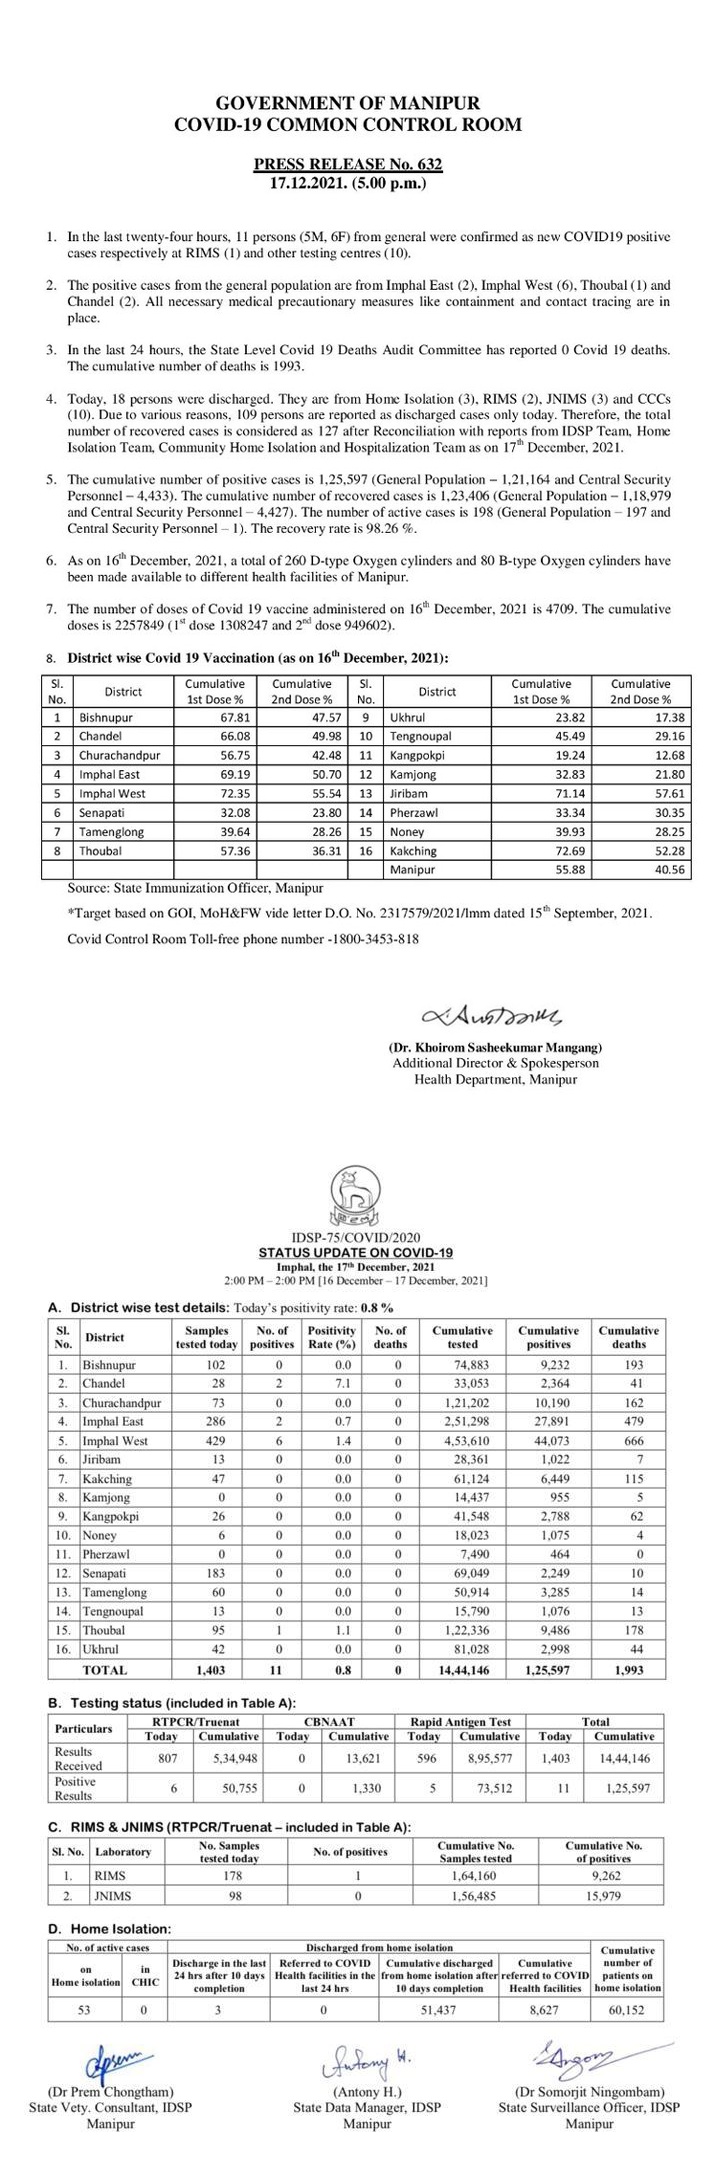 GOVERNMENT OF MANIPUR
COVID-19 COMMON CONTROL ROOM
PRESS RELEASE No. 632
17.12.2021. (5.00 p.m.)
1. In the last twenty-four hours, 11 persons (5M, 6F) from general were confirmed as new COVID19 positive
cases respectively at RIMS (1) and other testing centres (10).
2. The positive cases from the general population are from Imphal East (2), Imphal West (6), Thoubal (1) and
Chandel (2). All necessary medical precautionary measures like containment and contact tracing are in
place.
3. In the last 24 hours, the State Level Covid 19 Deaths Audit Committee has reported 0 Covid 19 deaths.
The cumulative number of deaths is 1993.
4. Today, 18 persons were discharged. They are from Home Isolation (3), RIMS (2), JNIMS (3) and CCCs
(10). Due to various reasons, 109 persons are reported as discharged cases only today. Therefore, the total
number of recovered cases is considered as 127 after Reconciliation with reports from IDSP Team, Home
Isolation Team, Community Home Isolation and Hospitalization Team as on 17th December, 2021.
5. The cumulative number of positive cases is 1,25,597 (General Population – 1,21,164 and Central Security
Personnel – 4,433). The cumulative number of recovered cases is 1,23,406 (General Population – 1,18,979
and Central Security Personnel – 4,427). The number of active cases is 198 (General Population – 197 and
Central Security Personnel – 1). The recovery rate is 98.26 %.
6. As on 16th December, 2021, a total of 260 D-type Oxygen cylinders and 80 B-type Oxygen cylinders have
been made available to different health facilities of Manipur.
7. The number of doses of Covid 19 vaccine administered on 16th December, 2021 is 4709. The cumulative
doses is 2257849 (1st dose 1308247 and 2nd dose 949602).
8. District wise Covid 19 Vaccination (as on 16th December, 2021):
Sl. No. District Cumulative 1st Dose % Cumulative 2nd Dose % Sl. No. District Cumulative 1st Dose % Cumulative 2nd Dose %
1 Bishnupur 67.81 47.57 9 Ukhrul 23.82 17.38
2 Chandel 66.08 49.98 10 Tengnoupal 45.49 29.16
3 Churachandpur 56.75 42.48 11 Kangpokpi 19.24 12.68
4 Imphal East 69.19 50.70 12 Kamjong 32.83 21.80
5 Imphal West 72.35 55.54 13 Jiribam 71.14 57.61
6 Senapati 32.08 23.80 14 Pherzawl 33.34 30.35
7 Tamenglong 39.64 28.26 15 Noney 39.93 28.25
8 Thoubal 57.36 36.31 16 Kakching 72.69 52.28
Manipur 55.88 40.56
Source: State Immunization Officer, Manipur
*Target based on GOI, MoH&FW vide letter D.O. No. 2317579/2021/Imm dated 15th September, 2021.
Covid Control Room Toll-free phone number -1800-3453-818
(Dr. Khoirom Sasheekumar Mangang)
Additional Director & Spokesperson
Health Department, Manipur
IDSP-75/COVID/2020
STATUS UPDATE ON COVID-19
Imphal, the 17th December, 2021
2:00 PM – 2:00 PM [16 December – 17 December, 2021]
A. District wise test details: Today's positivity rate: 0.8 %
Sl. No. District Samples tested today No. of positives Positivity Rate (%) No. of deaths Cumulative tested Cumulative positives Cumulative deaths
1. Bishnupur 102 0 0.0 0 74,883 9,232 193
2. Chandel 28 2 7.1 0 33,053 2,364 41
3. Churachandpur 73 0 0.0 0 1,21,202 10,190 162
4. Imphal East 286 2 0.7 0 2,51,298 27,891 479
5. Imphal West 429 6 1.4 0 4,53,610 44,073 666
6. Jiribam 13 0 0.0 0 28,361 1,022 7
7. Kakching 47 0 0.0 0 61,124 6,449 115
8. Kamjong 0 0 0.0 0 14,437 955 5
9. Kangpokpi 26 0 0.0 0 41,548 2,788 62
10. Noney 6 0 0.0 0 18,023 1,075 4
11. Pherzawl 0 0 0.0 0 7,490 464 0
12. Senapati 183 0 0.0 0 69,049 2,249 10
13. Tamenglong 60 0 0.0 0 50,914 3,285 14
14. Tengnoupal 13 0 0.0 0 15,790 1,076 13
15. Thoubal 95 1 1.1 0 1,22,336 9,486 178
16. Ukhrul 42 0 0.0 0 81,028 2,998 44
TOTAL 1,403 11 0.8 0 14,44,146 1,25,597 1,993
B. Testing status (included in Table A):
Particulars RTPCR/Truenat CBNAAT Rapid Antigen Test Total
Today Cumulative Today Cumulative Today Cumulative Today Cumulative
Results Received 807 5,34,948 0 13,621 596 8,95,577 1,403 14,44,146
Positive Results 6 50,755 0 1,330 5 73,512 11 1,25,597
C. RIMS & JNIMS (RTPCR/Truenat – included in Table A):
Sl. No. Laboratory No. Samples tested today No. of positives Cumulative No. Samples tested Cumulative No. of positives
1. RIMS 178 1 1,64,160 9,262
2. JNIMS 98 0 1,56,485 15,979
D. Home Isolation:
No. of active cases Discharged from home isolation Cumulative number of patients on home isolation
on Home isolation in CHIC Discharge in the last 24 hrs after 10 days completion Referred to COVID Health facilities in the last 24 hrs Cumulative discharged from home isolation after 10 days completion Cumulative referred to COVID Health facilities
53 0 3 0 51,437 8,627 60,152
Antony H.
(Dr Prem Chongtham) (Antony H.) (Dr Somorjit Ningombam)
State Vety. Consultant, IDSP State Data Manager, IDSP State Surveillance Officer, IDSP
Manipur Manipur Manipur